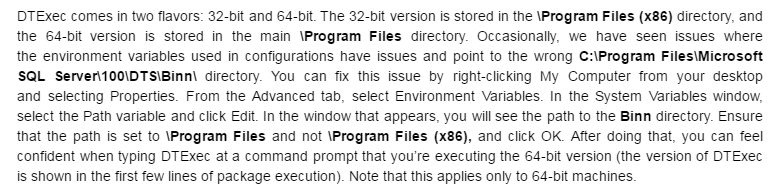 DTExec comes in two flavors: 32-bit and 64-bit. The 32-bit version is stored in the \Program Files (x86) directory, and
the 64-bit version is stored in the main \Program Files directory. Occasionally, we have seen issues where
the environment variables used in configurations have issues and point to the wrong C:\Program Files\Microsoft
SQL Server\100\DTS\Binn\ directory. You can fix this issue by right-clicking My Computer from your desktop
and selecting Properties. From the Advanced tab, select Environment Variables. In the System Variables window,
select the Path variable and click Edit. In the window that appears, you will see the path to the Binn directory. Ensure
that the path is set to \Program Files and not \Program Files (x86), and click OK. After doing that, you can feel
confident when typing DTExec at a command prompt that you're executing the 64-bit version (the version of DTExec
is shown in the first few lines of package execution). Note that this applies only to 64-bit machines.